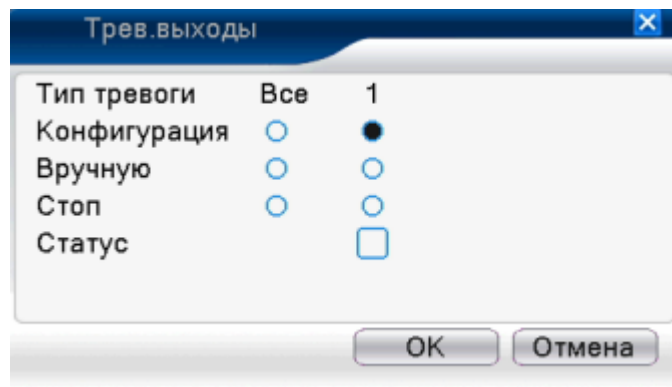 Трев.выходы
Тип тревоги Все 1
Конфигурация
Вручную
Стоп
Статус
OK Отмена